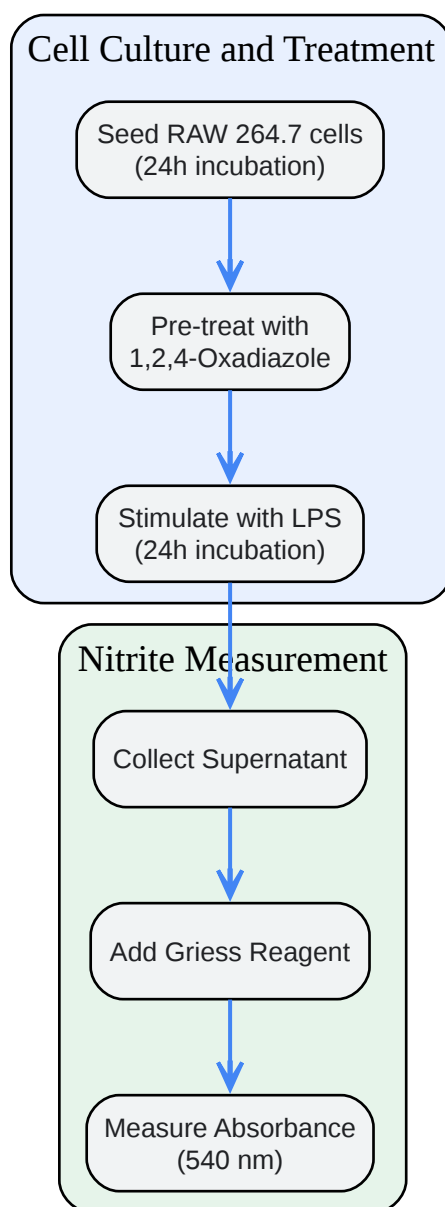 Cell Culture and Treatment
Seed RAW 264.7 cells
(24h incubation)
Pre-treat with
1,2,4-Oxadiazole
Stimulate with LPS
(24h incubation)
Nitrite Measurement
Collect Supernatant
Add Griess Reagent
Measure Absorbance
(540 nm)